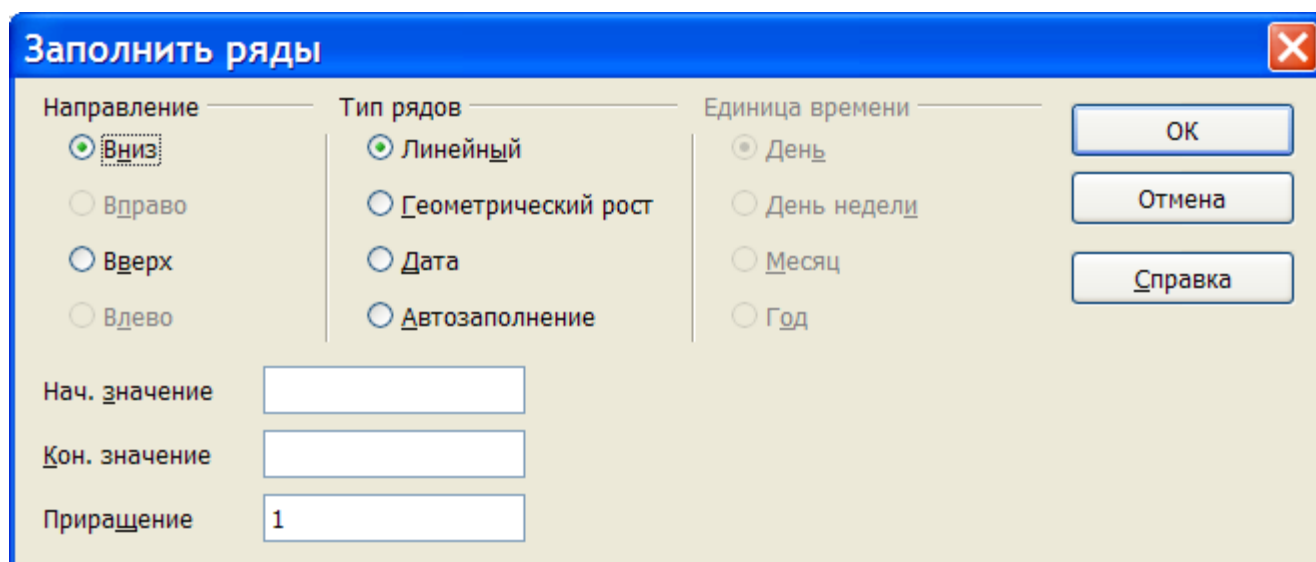 Заполнить ряды
Направление
Вниз
Вправо
Вверх
Влево
Тип рядов
Линейный
Геометрический рост
Дата
Автозаполнение
Единица времени
День
День недели
Месяц
Год
ОК
Отмена
Справка
Нач. значение
Кон. значение
Приращение 1